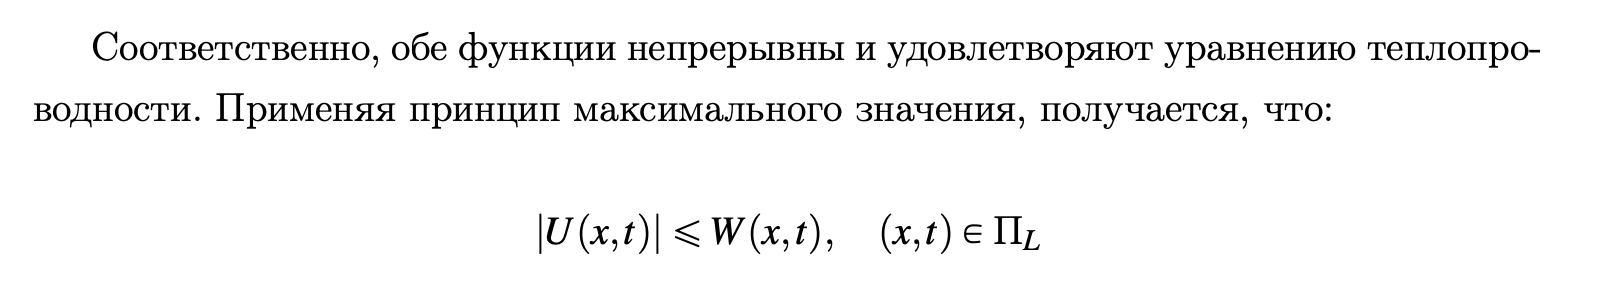 Соответственно, обе функции непрерывны и удовлетворяют уравнению теплопро-
водности. Применяя принцип максимального значения, получается, что:
|U(x,t)| ⩽ W(x,t), (x,t) ∈ Π_L